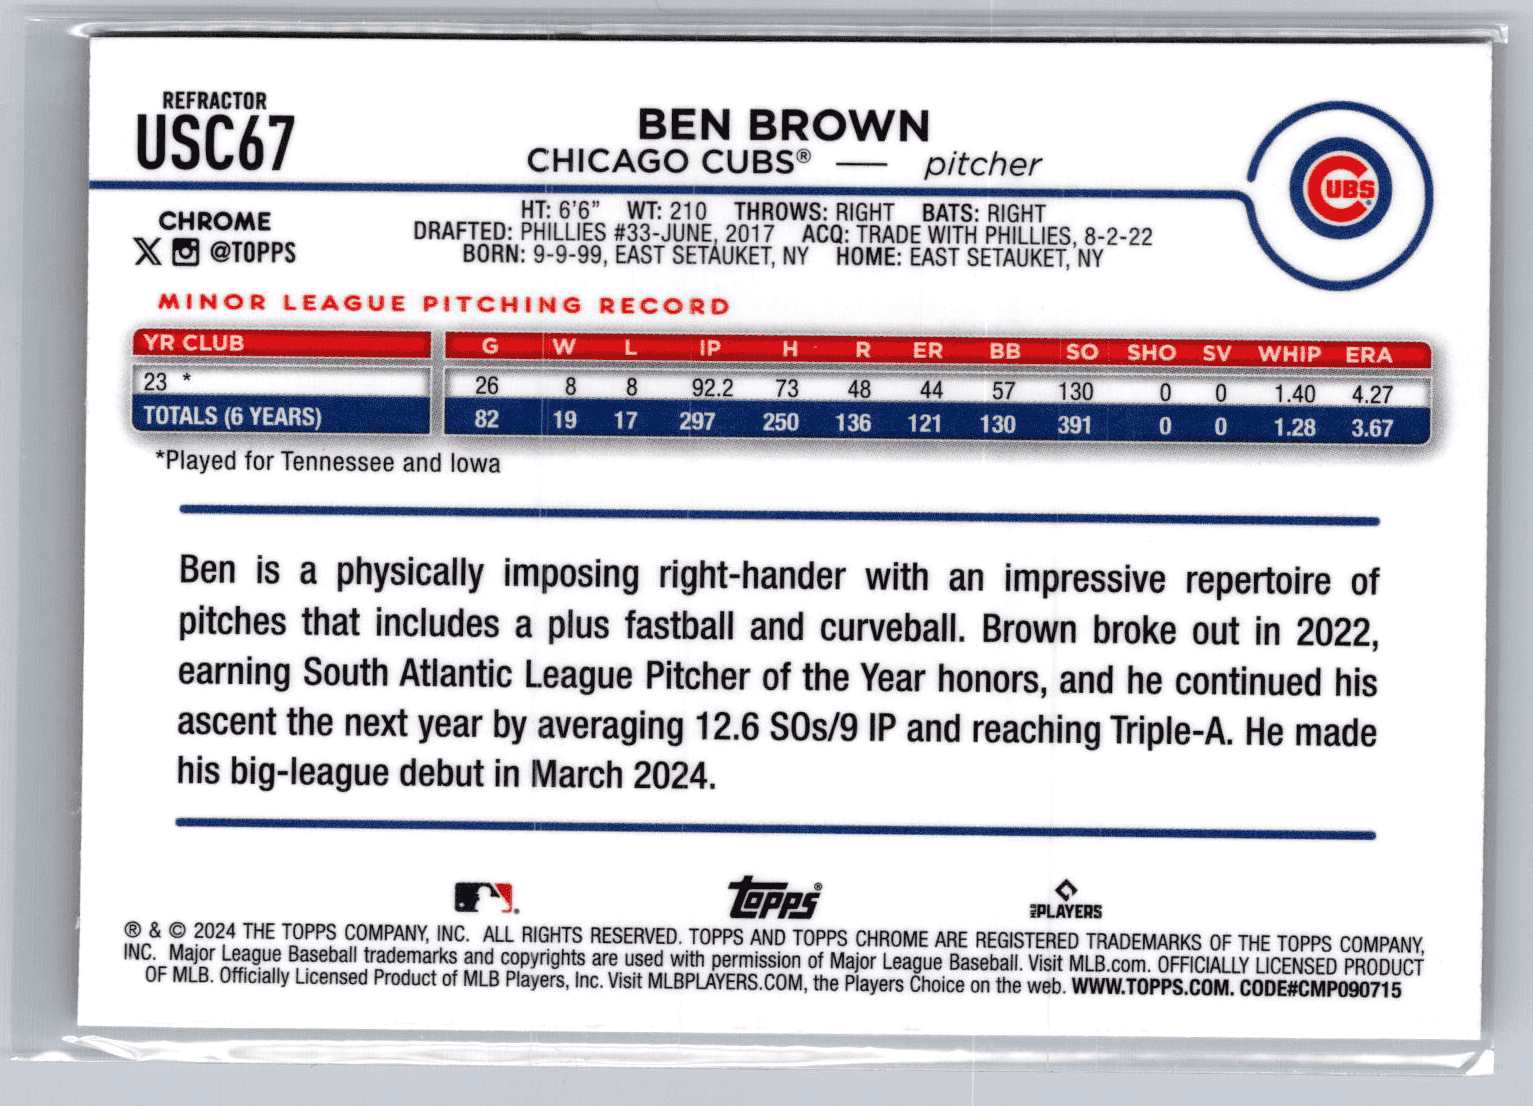 REFRACTOR
USC67
BEN BROWN
CHICAGO CUBS® — pitcher
CUBS®
CHROME
X @TOPPS
HT: 6'6" WT: 210 THROWS: RIGHT BATS: RIGHT
DRAFTED: PHILLIES #33-JUNE, 2017 ACQ: TRADE WITH PHILLIES, 8-2-22
BORN: 9-9-99, EAST SETAUKET, NY HOME: EAST SETAUKET, NY
MINOR LEAGUE PITCHING RECORD
YR CLUB G W L IP H R ER BB SO SHO SV WHIP ERA
23 * 26 8 8 92.2 73 48 44 57 130 0 0 1.40 4.27
TOTALS (6 YEARS) 82 19 17 297 250 136 121 130 391 0 0 1.28 3.67
*Played for Tennessee and Iowa
Ben is a physically imposing right-hander with an impressive repertoire of
pitches that includes a plus fastball and curveball. Brown broke out in 2022,
earning South Atlantic League Pitcher of the Year honors, and he continued his
ascent the next year by averaging 12.6 SOs/9 IP and reaching Triple-A. He made
his big-league debut in March 2024.
Topps®
MLB PLAYERS
® & © 2024 THE TOPPS COMPANY, INC. ALL RIGHTS RESERVED. TOPPS AND TOPPS CHROME ARE REGISTERED TRADEMARKS OF THE TOPPS COMPANY,
INC. Major League Baseball trademarks and copyrights are used with permission of Major League Baseball. Visit MLB.com. OFFICIALLY LICENSED PRODUCT
OF MLB. Officially Licensed Product of MLB Players, Inc. Visit MLBPLAYERS.COM, the Players Choice on the web. WWW.TOPPS.COM. CODE#CMP090715